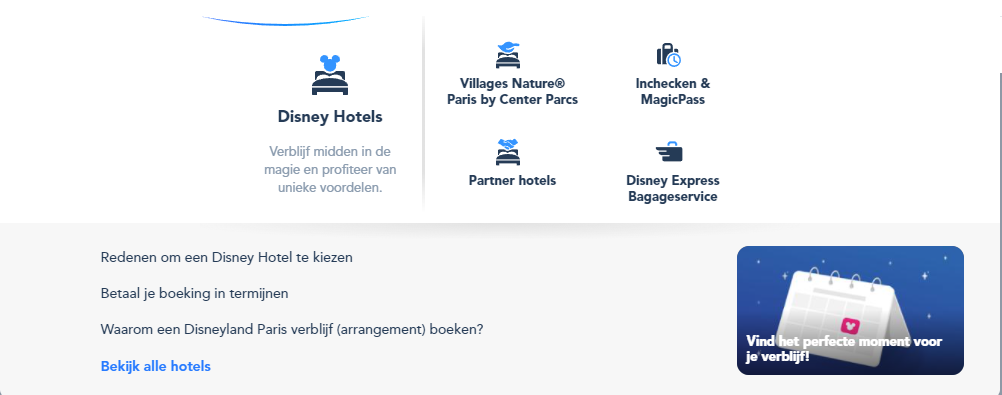 Disney Hotels
Verblijf midden in de
magie en profiteer van
unieke voordelen.
Villages Nature®
Paris by Center Parcs
Inchecken &
MagicPass
Partner hotels
Disney Express
Bagageservice
Redenen om een Disney Hotel te kiezen
Betaal je boeking in termijnen
Waarom een Disneyland Paris verblijf (arrangement) boeken?
Bekijk alle hotels
Vind het perfecte moment voor
je verblijf!